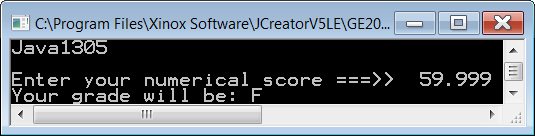 C:\Program Files\Xinox Software\JCreatorV5LE\GE20...
Java1305
Enter your numerical score ===>>  59.999
Your grade will be: F